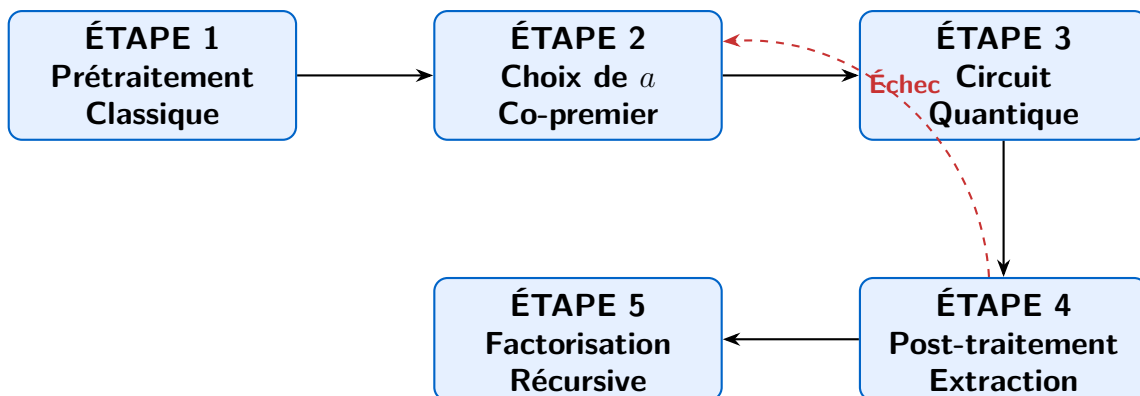 ÉTAPE 1
Prétraitement
Classique
ÉTAPE 2
Choix de a
Co-premier
ÉTAPE 3
Circuit
Quantique
Échec
ÉTAPE 4
Post-traitement
Extraction
ÉTAPE 5
Factorisation
Récursive